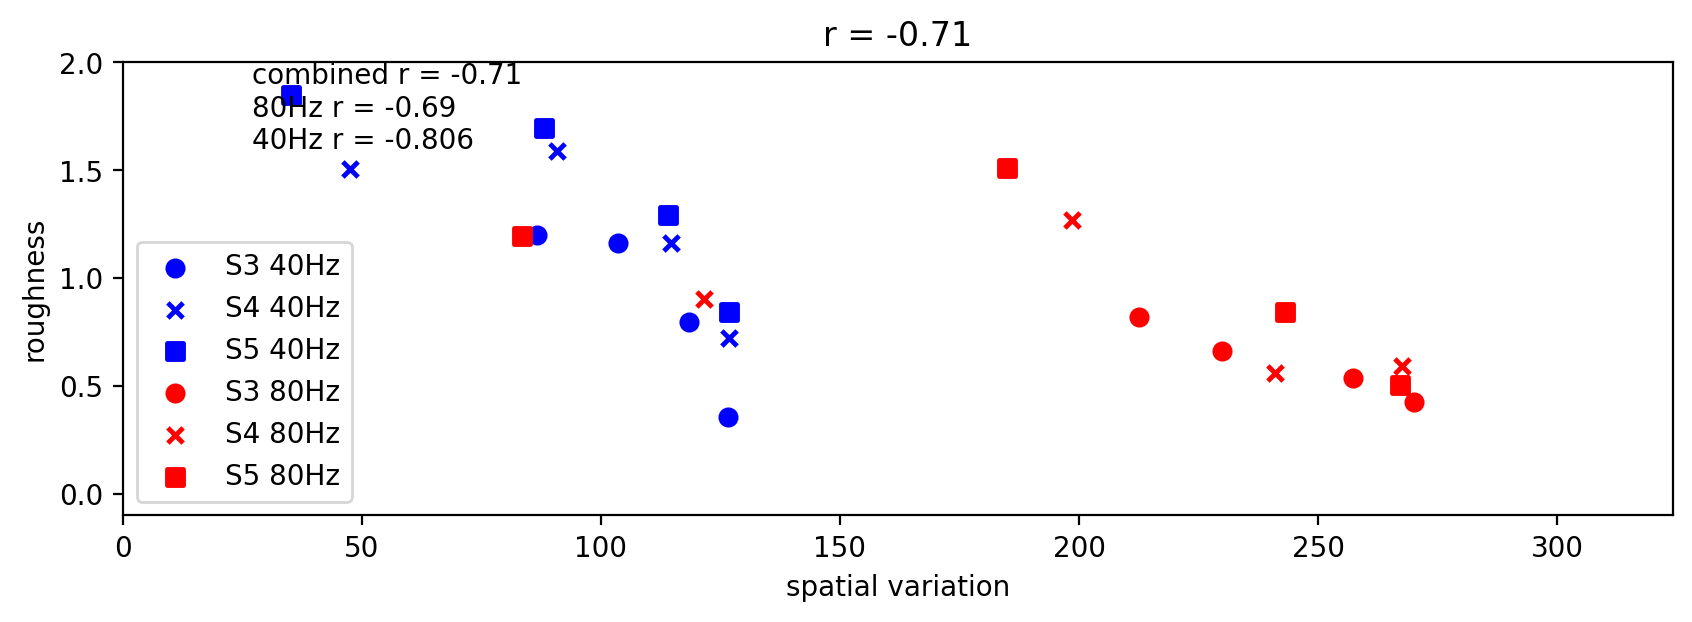 r = -0.71
combined r = -0.71
80Hz r = -0.69
40Hz r = -0.806
roughness
2.0
1.5
1.0
0.5
0.0
S3 40Hz
S4 40Hz
S5 40Hz
S3 80Hz
S4 80Hz
S5 80Hz
0 50 100 150 200 250 300
spatial variation